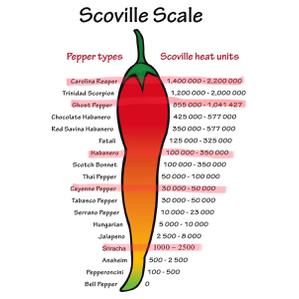 Scoville Scale
Pepper types Scoville heat units
Carolina Reaper 1,400 000 - 2,200 000
Trinidad Scorpion 1,200 000 - 2,000 000
Ghost Pepper 855 000 - 1,041 427
Chocolate Habanero 425 000 - 577 000
Red Savina Habanero 350 000 - 577 000
Fatali 125 000 - 325 000
Habanero 100 000 - 350 000
Scotch Bonnet 100 000 - 350 000
Thai Pepper 50 000 - 100 000
Cayenne Pepper 30 000 - 50 000
Tabasco Pepper 30 000 - 50 000
Serrano Pepper 10 000 - 23 000
Hungarian 5 000 - 10 000
Jalapeno 2 500 - 8 000
Sriracha 1000 - 2500
Anaheim 500 - 2 500
Pepperoncini 100 - 500
Bell Pepper 0